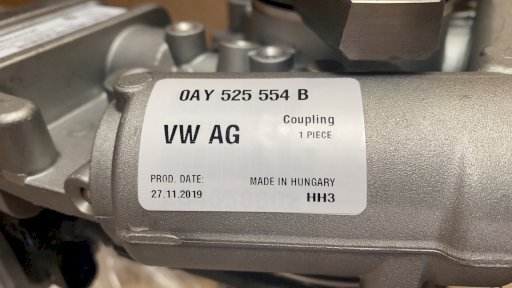 0AY 525 554 B
Coupling
VW AG
1 PIECE
PROD. DATE:
MADE IN HUNGARY
27.11.2019
HH3